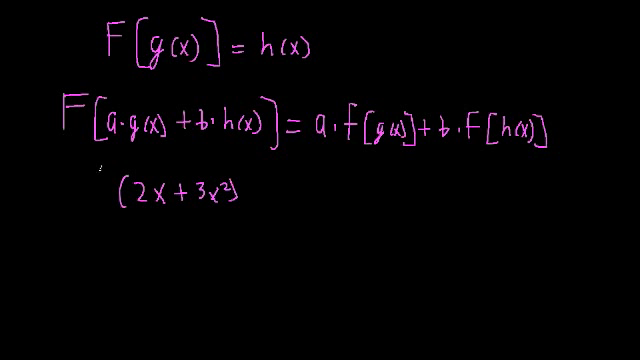 F[g(x)] = h(x)
F[a·g(x) + b·h(x)] = a·F[g(x)] + b·F[h(x)]
(2x + 3x²)